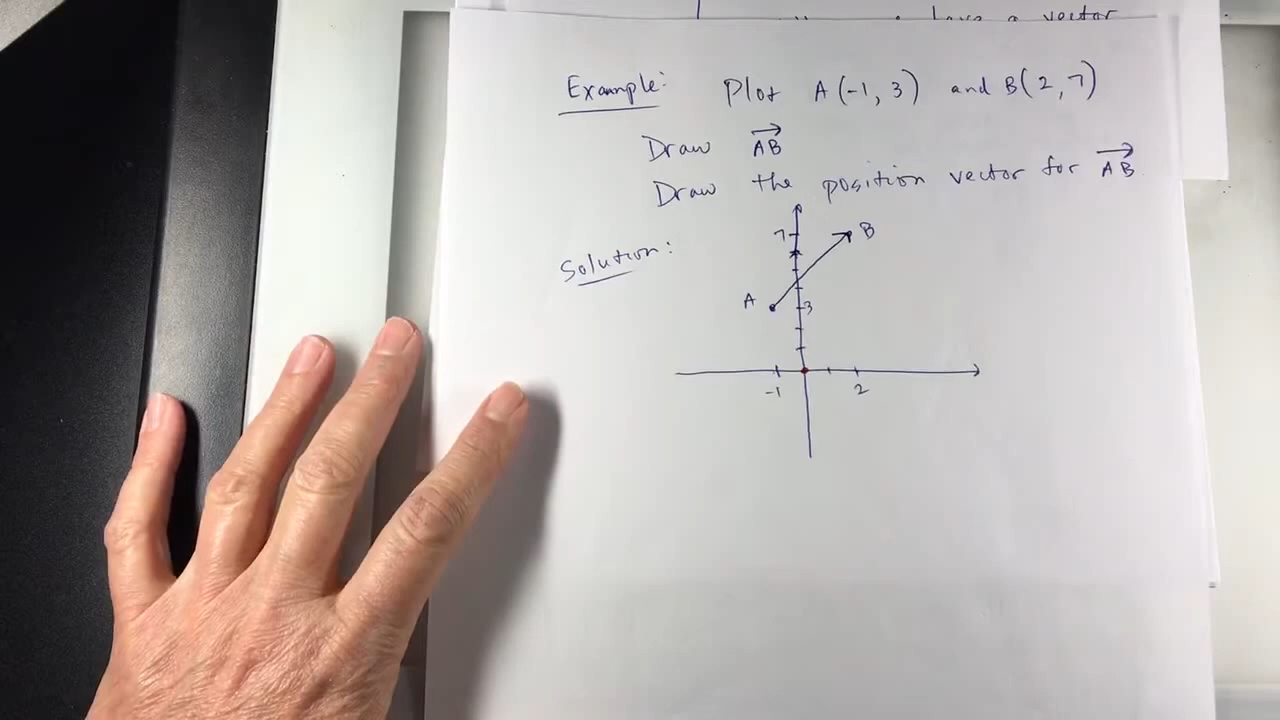 a vector
Example: Plot A(-1, 3) and B(2, 7)
Draw AB
Draw the position vector for AB
Solution:
7
B
A
3
-1 2